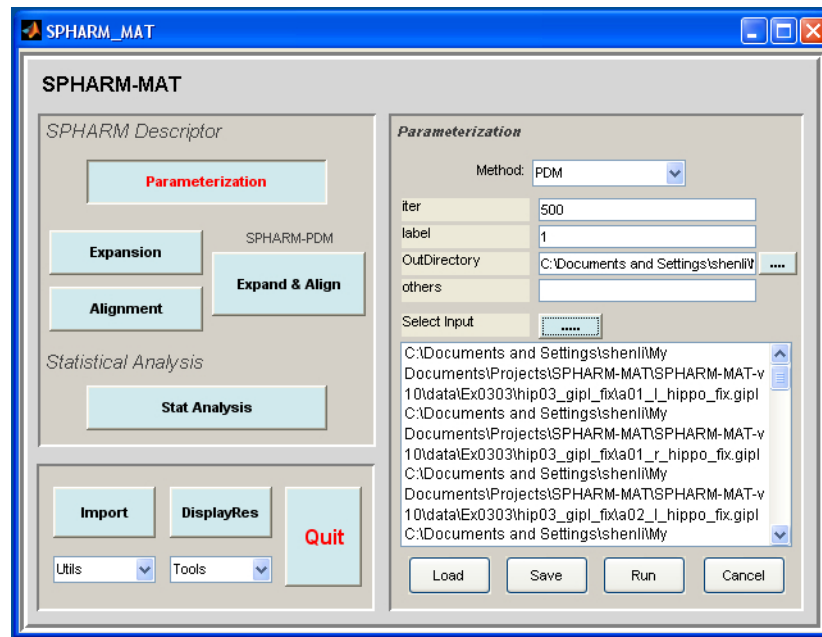 SPHARM_MAT
SPHARM-MAT
SPHARM Descriptor
Parameterization
Expansion
SPHARM-PDM
Expand & Align
Alignment
Statistical Analysis
Stat Analysis
Import
DisplayRes
Quit
Utils
Tools
Parameterization
Method:
PDM
iter
500
label
1
OutDirectory
C:\Documents and Settings\shenli\
....
others
Select Input
.....
C:\Documents and Settings\shenli\My
Documents\Projects\SPHARM-MAT\SPHARM-MAT-v
10\data\Ex0303\hip03_gipl_fix\a01_l_hippo_fix.gipl
C:\Documents and Settings\shenli\My
Documents\Projects\SPHARM-MAT\SPHARM-MAT-v
10\data\Ex0303\hip03_gipl_fix\a01_r_hippo_fix.gipl
C:\Documents and Settings\shenli\My
Documents\Projects\SPHARM-MAT\SPHARM-MAT-v
10\data\Ex0303\hip03_gipl_fix\a02_l_hippo_fix.gipl
C:\Documents and Settings\shenli\My
Load
Save
Run
Cancel